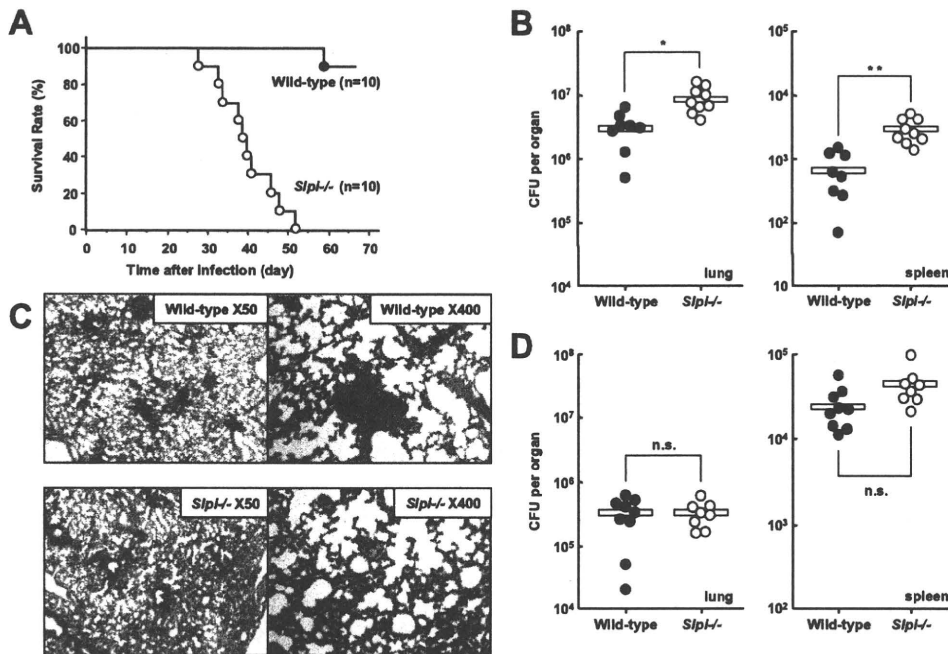 A
100
80
60
40
20
0
Survival Rate (%)
Wild-type (n=10)
Slpi-/- (n=10)
0 10 20 30 40 50 60 70
Time after infection (day)
B
CFU per organ
10⁷
10⁶
10⁵
10⁴
*
lung
Wild-type Slpi-/-
10⁵
10⁴
10³
10²
10
**
spleen
Wild-type Slpi-/-
C
Wild-type X50
Wild-type X400
Slpi-/- X50
Slpi-/- X400
D
CFU per organ
10⁸
10⁷
10⁶
10⁵
10⁴
n.s.
lung
Wild-type Slpi-/-
10⁵
10⁴
10³
10²
n.s.
spleen
Wild-type Slpi-/-